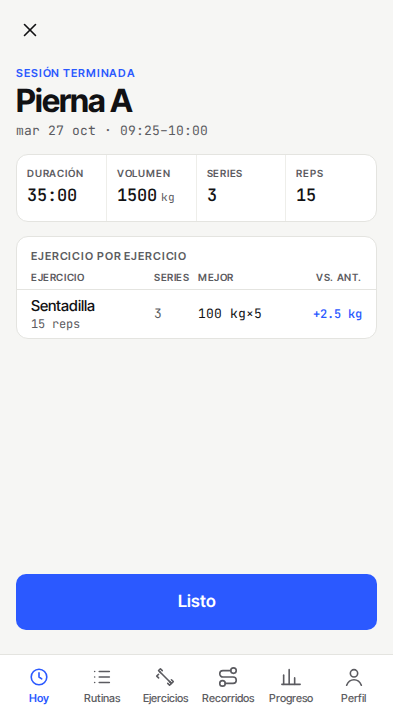 SESIÓN TERMINADA
Pierna A
mar 27 oct · 09:25–10:00
DURACIÓN VOLUMEN SERIES REPS
35:00 1500 kg 3 15
EJERCICIO POR EJERCICIO
EJERCICIO SERIES MEJOR VS. ANT.
Sentadilla 3 100 kg×5 +2.5 kg
15 reps
Listo
Hoy Rutinas Ejercicios Recorridos Progreso Perfil